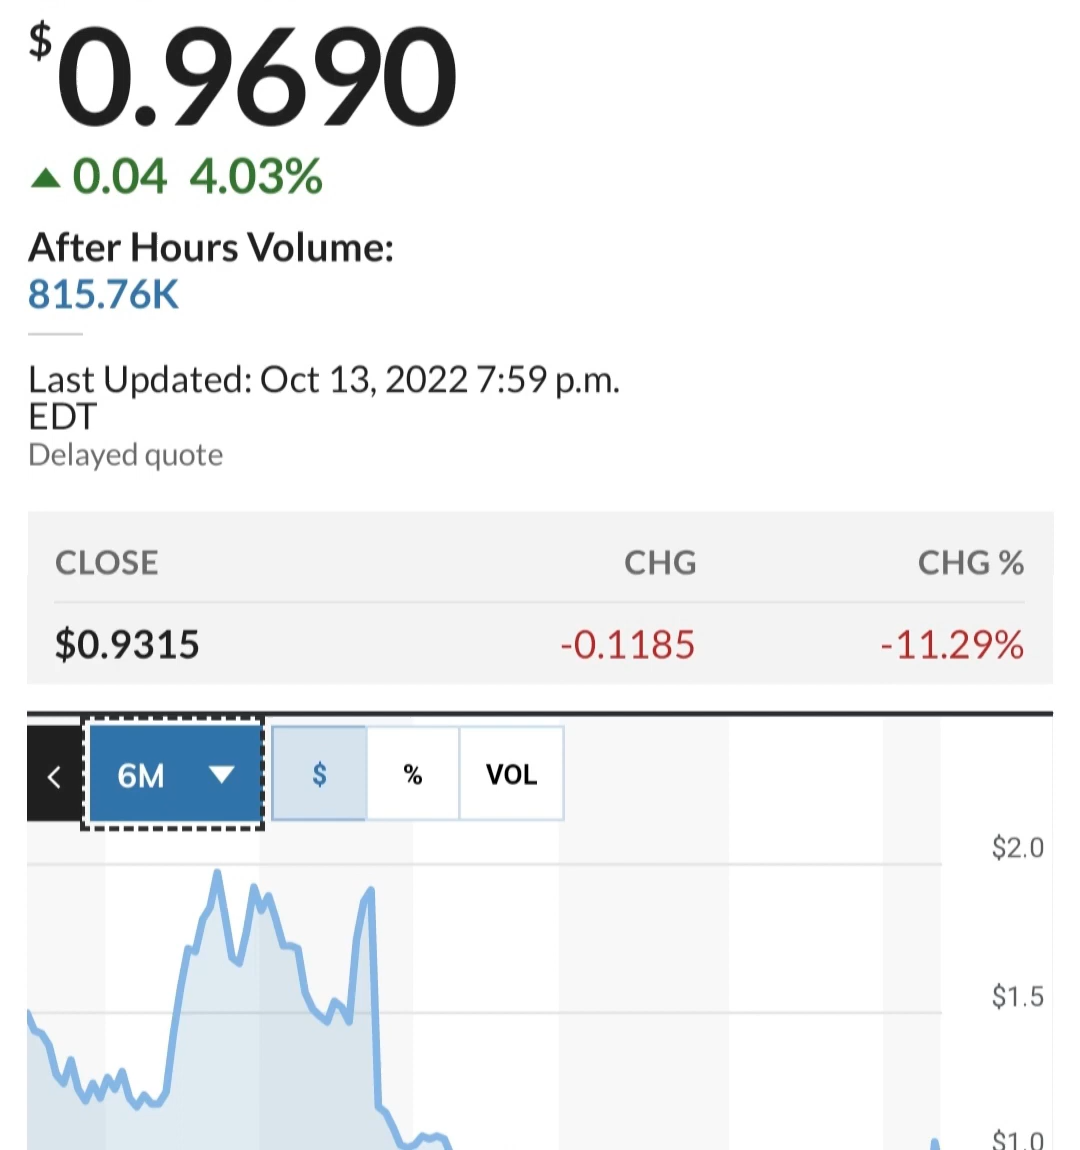 $0.9690
▲ 0.04 4.03%
After Hours Volume:
815.76K
Last Updated: Oct 13, 2022 7:59 p.m.
EDT
Delayed quote
CLOSE CHG CHG %
$0.9315 -0.1185 -11.29%
< 6M ▼ $ % VOL
$2.0
$1.5
$1.0